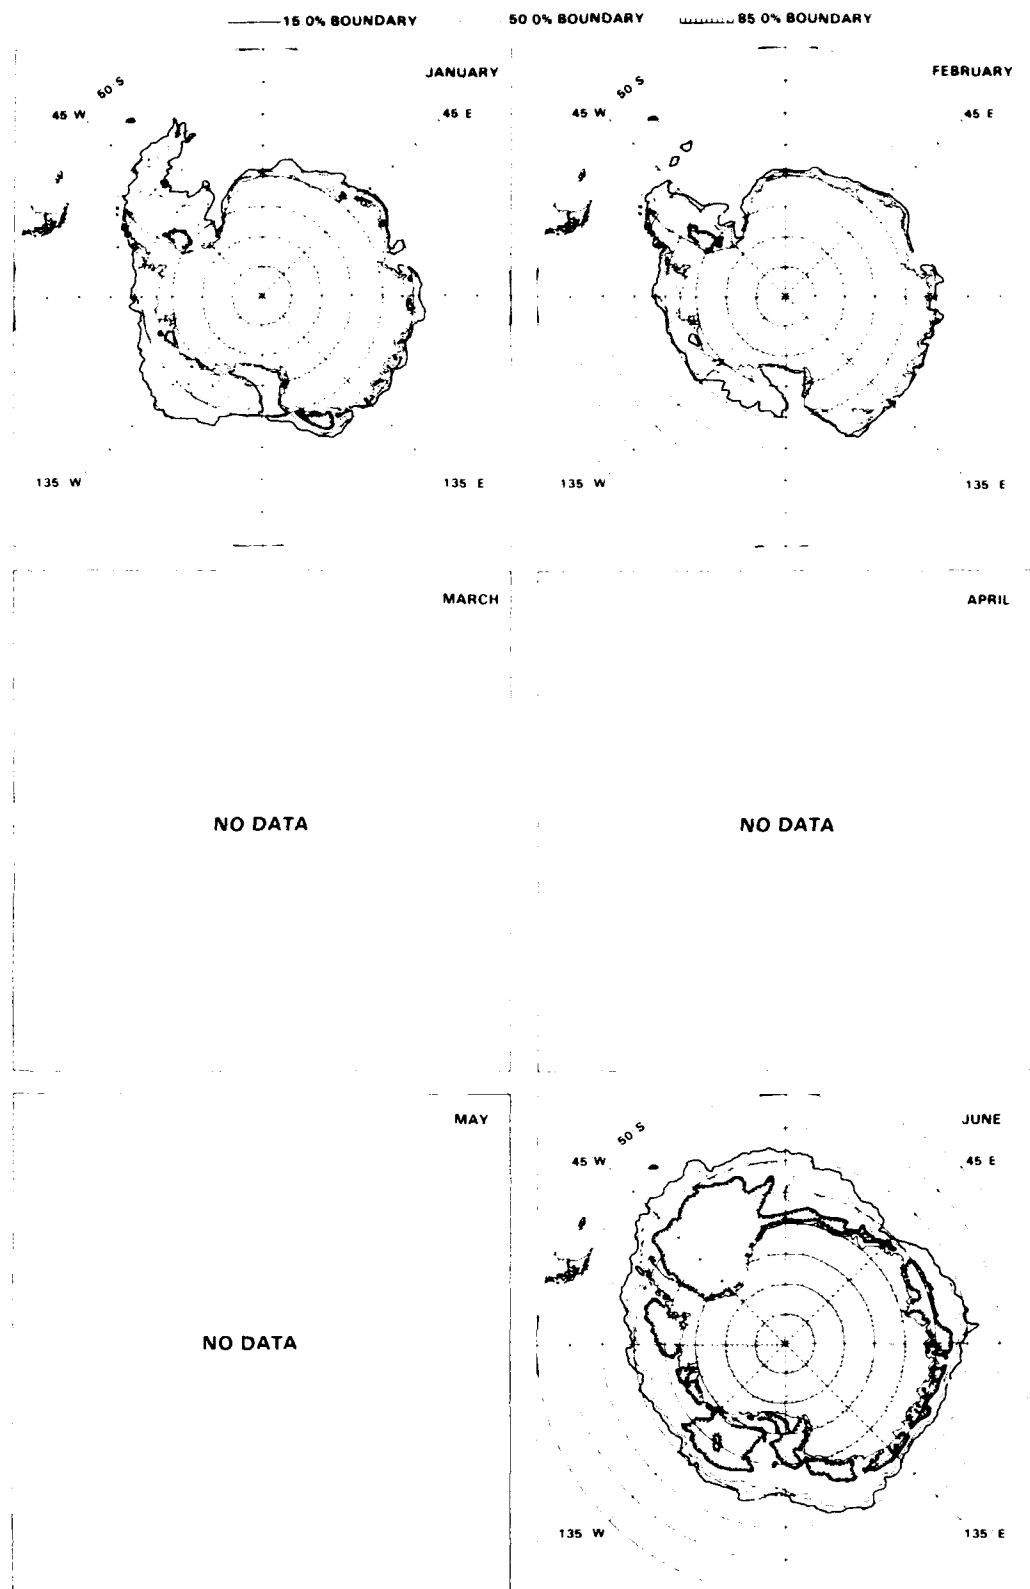 15 0% BOUNDARY 50 0% BOUNDARY 85 0% BOUNDARY
JANUARY
50 S
45 W
45 E
135 W
135 E
FEBRUARY
50 S
45 W
45 E
135 W
135 E
MARCH
NO DATA
APRIL
NO DATA
MAY
NO DATA
JUNE
50 S
45 W
45 E
135 W
135 E